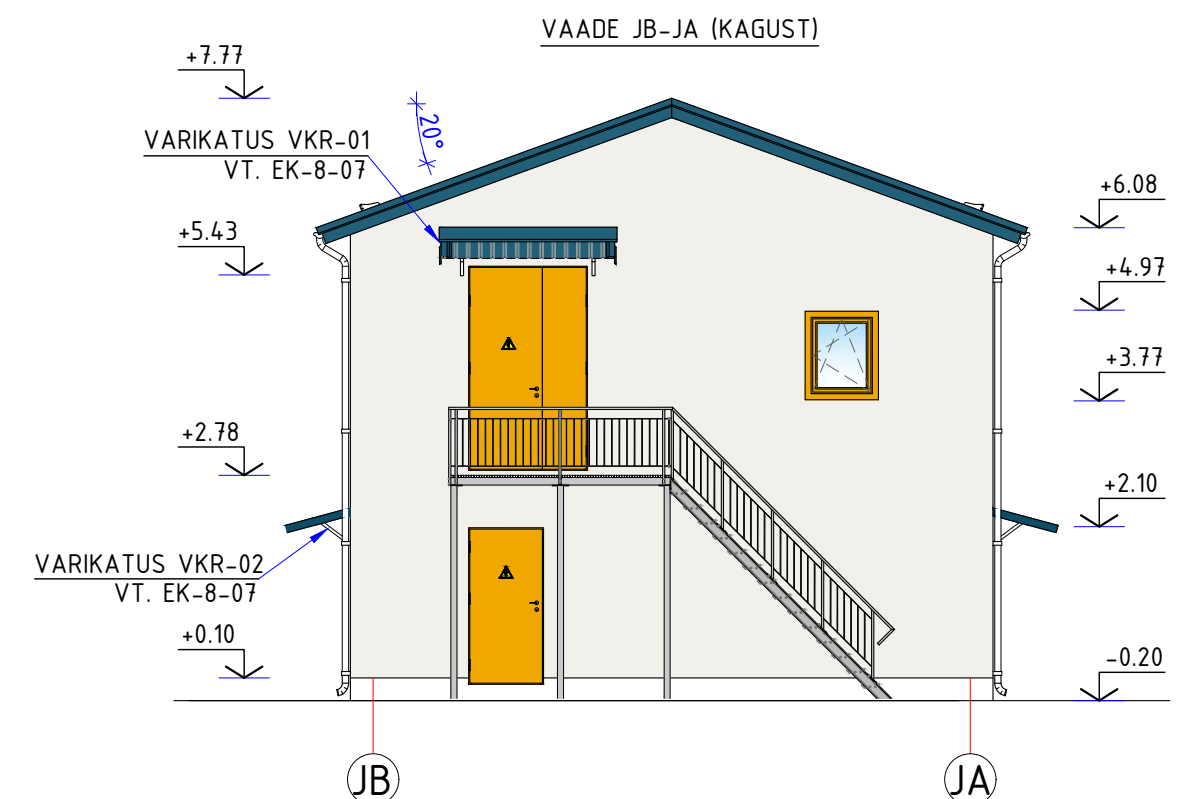 VAADE JB-JA (KAGUST)
+7.77
20°
VARIKATUS VKR-01
VT. EK-8-07
+6.08
+5.43
+4.97
+3.77
+2.78
+2.10
VARIKATUS VKR-02
VT. EK-8-07
+0.10
-0.20
JB
JA